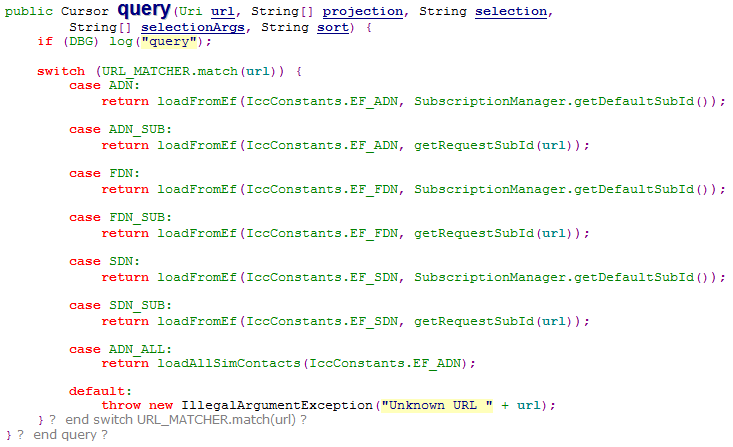 public Cursor query(Uri url, String[] projection, String selection,
String[] selectionArgs, String sort) {
if (DBG) log("query");
switch (URL_MATCHER.match(url)) {
case ADN:
return loadFromEf(IccConstants.EF_ADN, SubscriptionManager.getDefaultSubId());
case ADN_SUB:
return loadFromEf(IccConstants.EF_ADN, getRequestSubId(url));
case FDN:
return loadFromEf(IccConstants.EF_FDN, SubscriptionManager.getDefaultSubId());
case FDN_SUB:
return loadFromEf(IccConstants.EF_FDN, getRequestSubId(url));
case SDN:
return loadFromEf(IccConstants.EF_SDN, SubscriptionManager.getDefaultSubId());
case SDN_SUB:
return loadFromEf(IccConstants.EF_SDN, getRequestSubId(url));
case ADN_ALL:
return loadAllSimContacts(IccConstants.EF_ADN);
default:
throw new IllegalArgumentException("Unknown URL " + url);
} ? end switch URL_MATCHER.match(url) ?
} ? end query ?